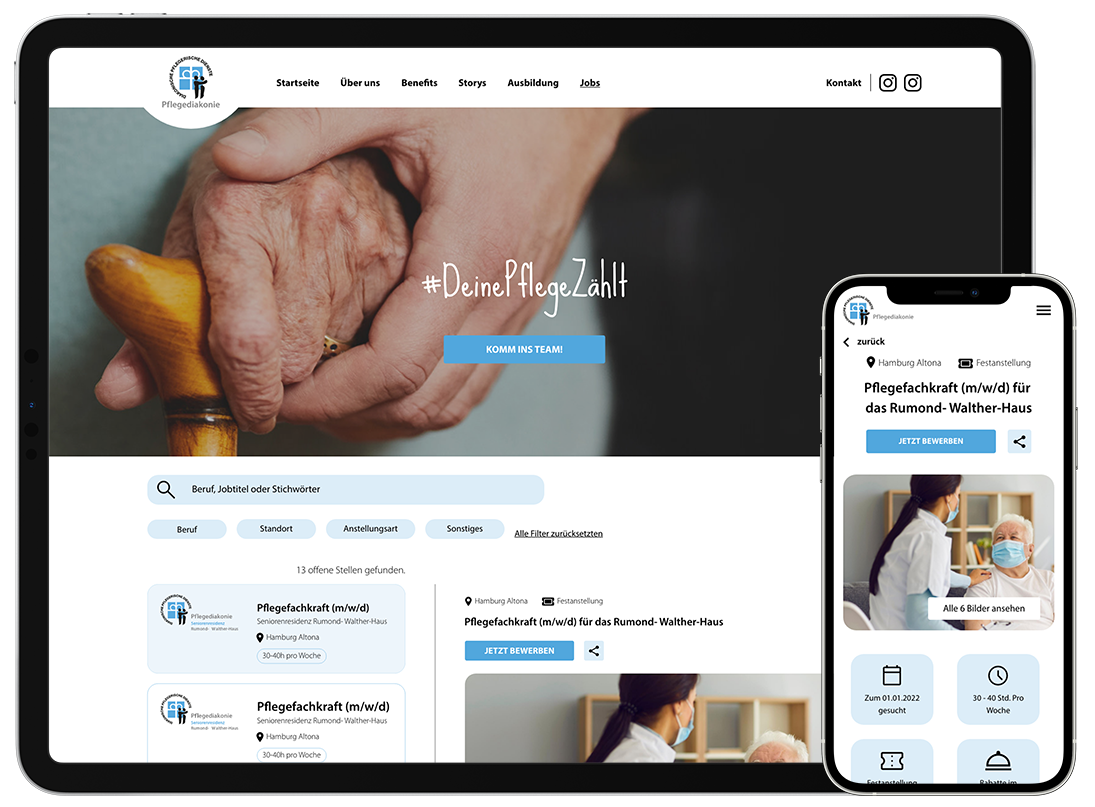 DIAKONISCHE PFLEGERISCHE DIENSTE
Pflegediakonie
Startseite
Über uns
Benefits
Storys
Ausbildung
Jobs
Kontakt
#DeinePflegeZählt
KOMM INS TEAM!
Beruf, Jobtitel oder Stichwörter
Beruf
Standort
Anstellungsart
Sonstiges
Alle Filter zurücksetzten
13 offene Stellen gefunden.
Pflegediakonie
Seniorenresidenz
Rumond- Walther-Haus
Pflegefachkraft (m/w/d)
Seniorenresidenz Rumond- Walther-Haus
Hamburg Altona
30-40h pro Woche
Pflegediakonie
Seniorenresidenz
Rumond- Walther-Haus
Pflegefachkraft (m/w/d)
Seniorenresidenz Rumond- Walther-Haus
Hamburg Altona
30-40h pro Woche
Hamburg Altona
Festanstellung
Pflegefachkraft (m/w/d) für das Rumond- Walther-Haus
JETZT BEWERBEN
Pflegediakonie
zurück
Hamburg Altona
Festanstellung
Pflegefachkraft (m/w/d) für
das Rumond- Walther-Haus
JETZT BEWERBEN
Alle 6 Bilder ansehen
Zum 01.01.2022
gesucht
30 - 40 Std. Pro
Woche
Festanstellung
Rabatte im